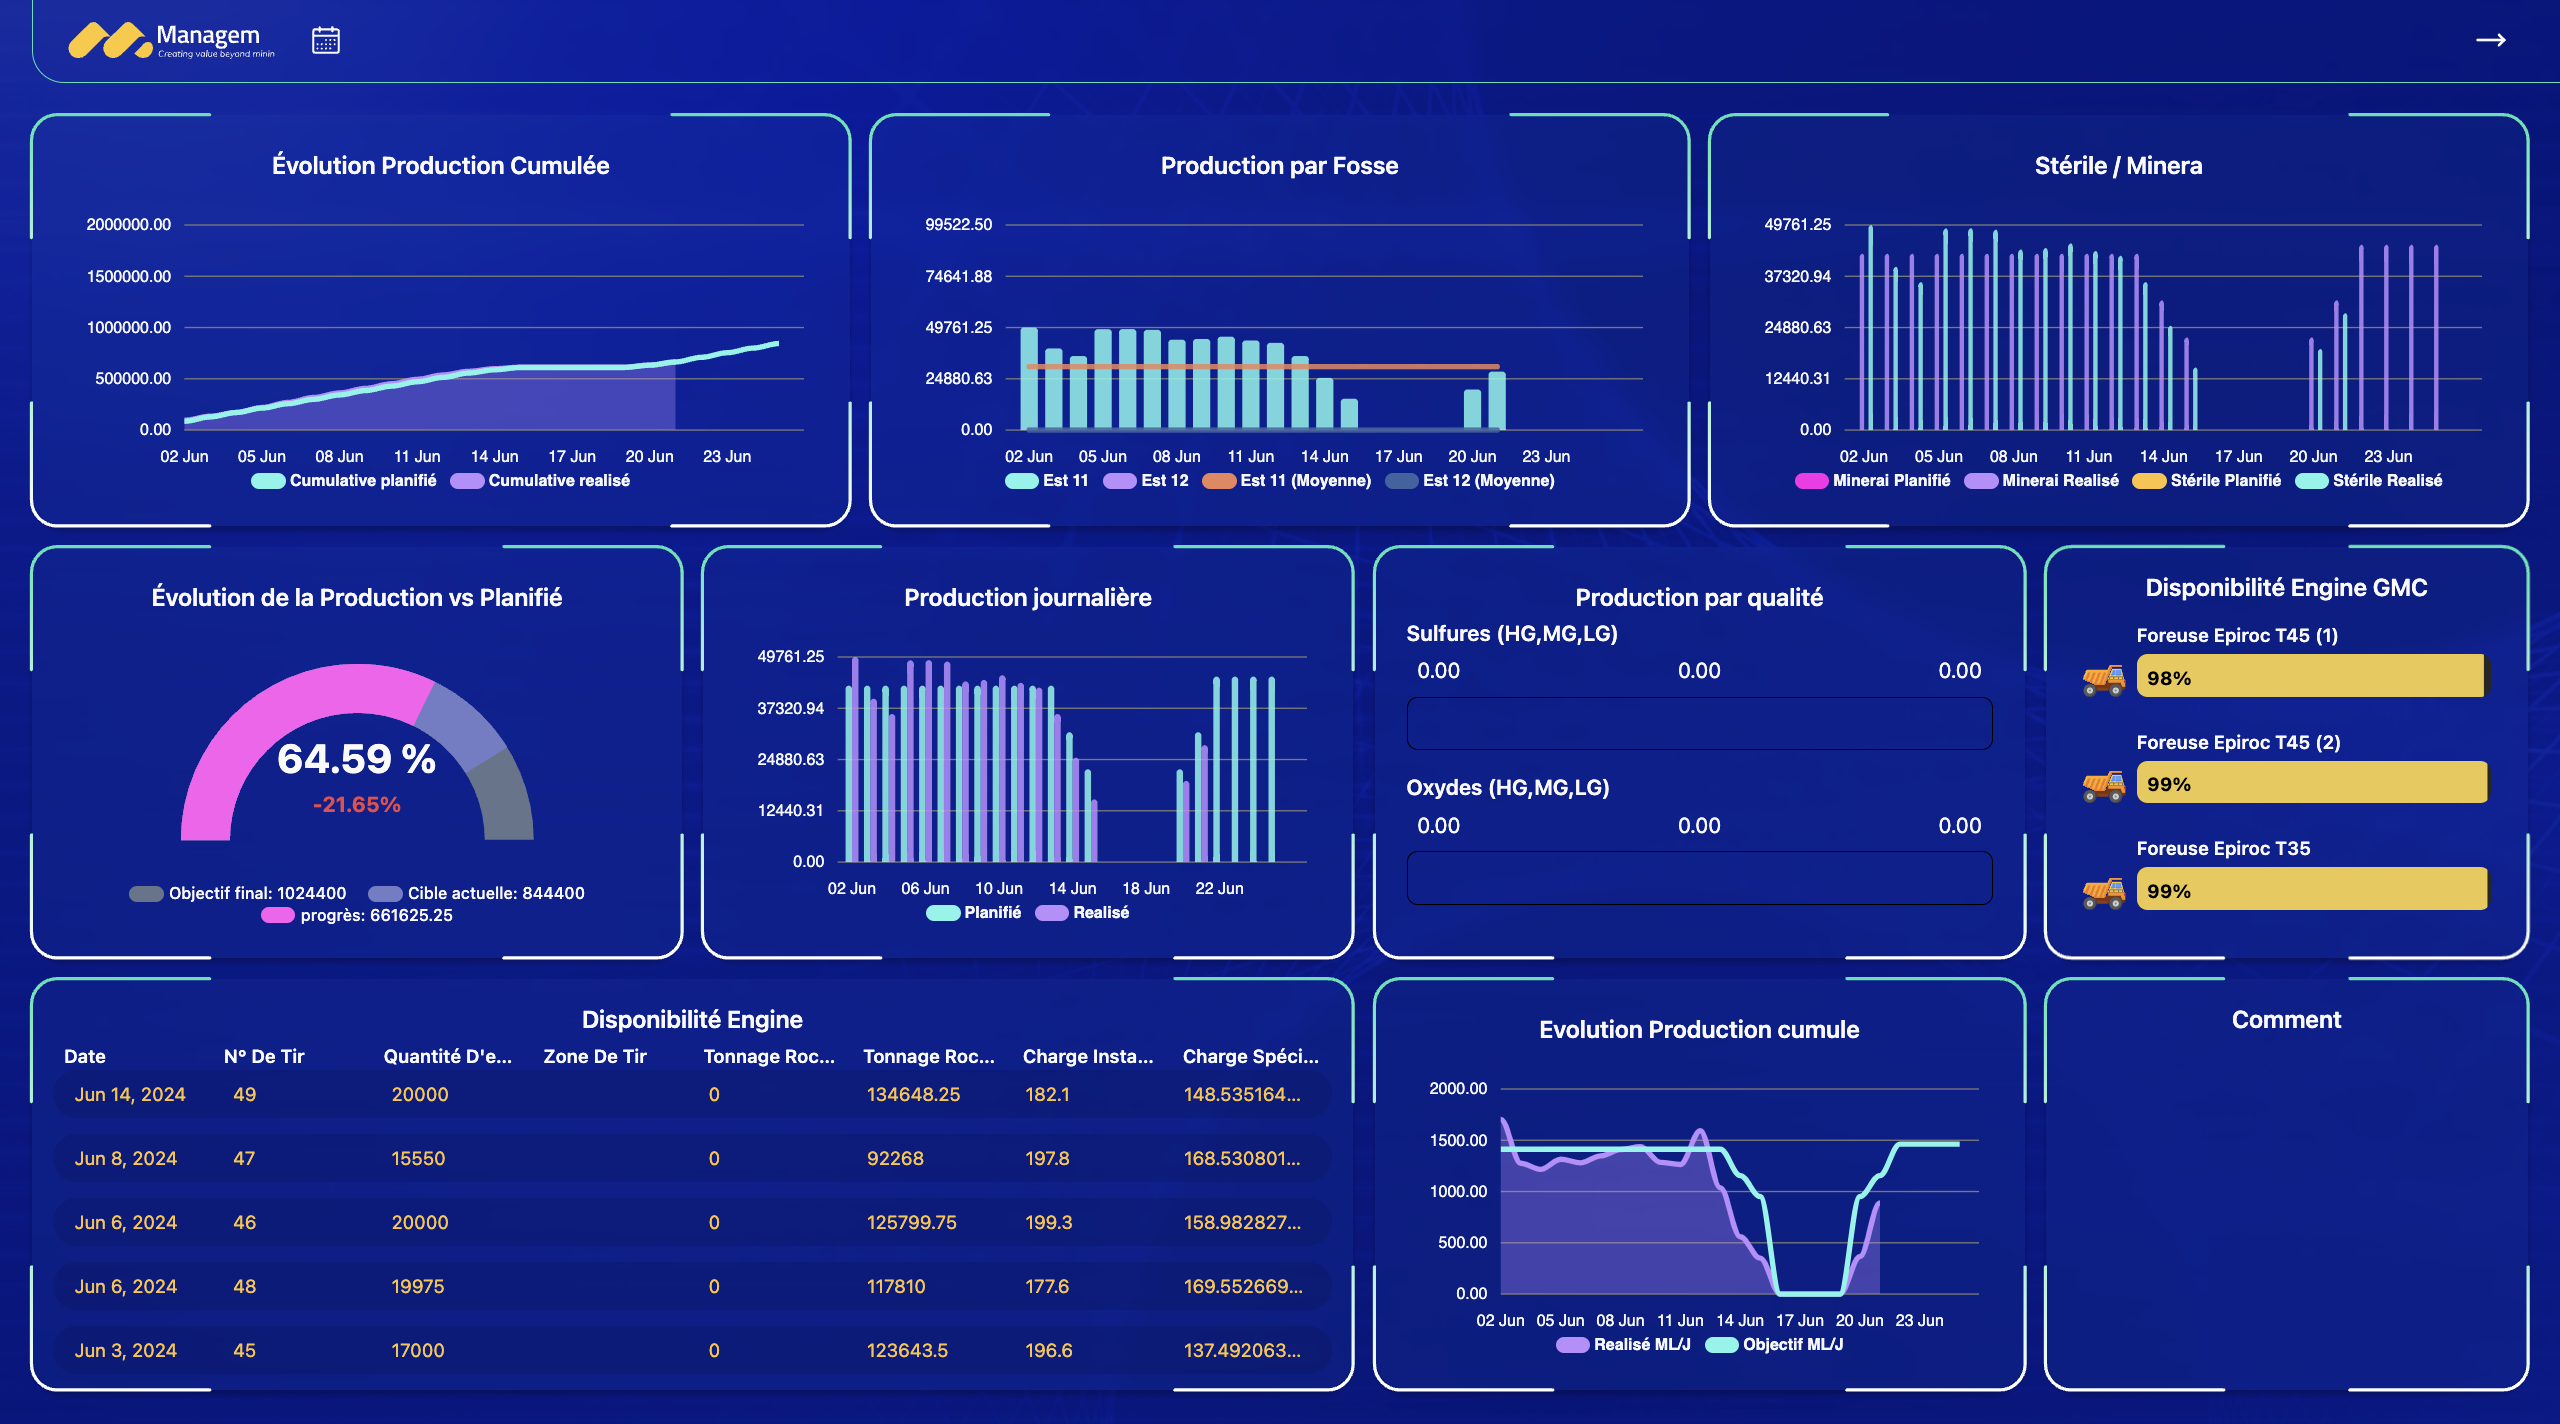 Managem
Creating value beyond minin
Évolution Production Cumulée
2000000.00
1500000.00
1000000.00
500000.00
0.00
02 Jun 05 Jun 08 Jun 11 Jun 14 Jun 17 Jun 20 Jun 23 Jun
Cumulative planifié Cumulative realisé
Production par Fosse
99522.50
74641.88
49761.25
24880.63
0.00
02 Jun 05 Jun 08 Jun 11 Jun 14 Jun 17 Jun 20 Jun 23 Jun
Est 11 Est 12 Est 11 (Moyenne) Est 12 (Moyenne)
Stérile / Minera
49761.25
37320.94
24880.63
12440.31
0.00
02 Jun 05 Jun 08 Jun 11 Jun 14 Jun 17 Jun 20 Jun 23 Jun
Minerai Planifié Minerai Realisé Stérile Planifié Stérile Realisé
Évolution de la Production vs Planifié
64.59 %
-21.65%
Objectif final: 1024400 Cible actuelle: 844400
progrès: 661625.25
Production journalière
49761.25
37320.94
24880.63
12440.31
0.00
02 Jun 06 Jun 10 Jun 14 Jun 18 Jun 22 Jun
Planifié Realisé
Production par qualité
Sulfures (HG,MG,LG)
0.00 0.00 0.00
Oxydes (HG,MG,LG)
0.00 0.00 0.00
Disponibilité Engine GMC
Foreuse Epiroc T45 (1)
98%
Foreuse Epiroc T45 (2)
99%
Foreuse Epiroc T35
99%
Disponibilité Engine
Date Nº De Tir Quantité D'e... Zone De Tir Tonnage Roc... Tonnage Roc... Charge Insta... Charge Spéci...
Jun 14, 2024 49 20000 0 134648.25 182.1 148.535164...
Jun 8, 2024 47 15550 0 92268 197.8 168.530801...
Jun 6, 2024 46 20000 0 125799.75 199.3 158.982827...
Jun 6, 2024 48 19975 0 117810 177.6 169.552669...
Jun 3, 2024 45 17000 0 123643.5 196.6 137.492063...
Evolution Production cumule
2000.00
1500.00
1000.00
500.00
0.00
02 Jun 05 Jun 08 Jun 11 Jun 14 Jun 17 Jun 20 Jun 23 Jun
Realisé ML/J Objectif ML/J
Comment